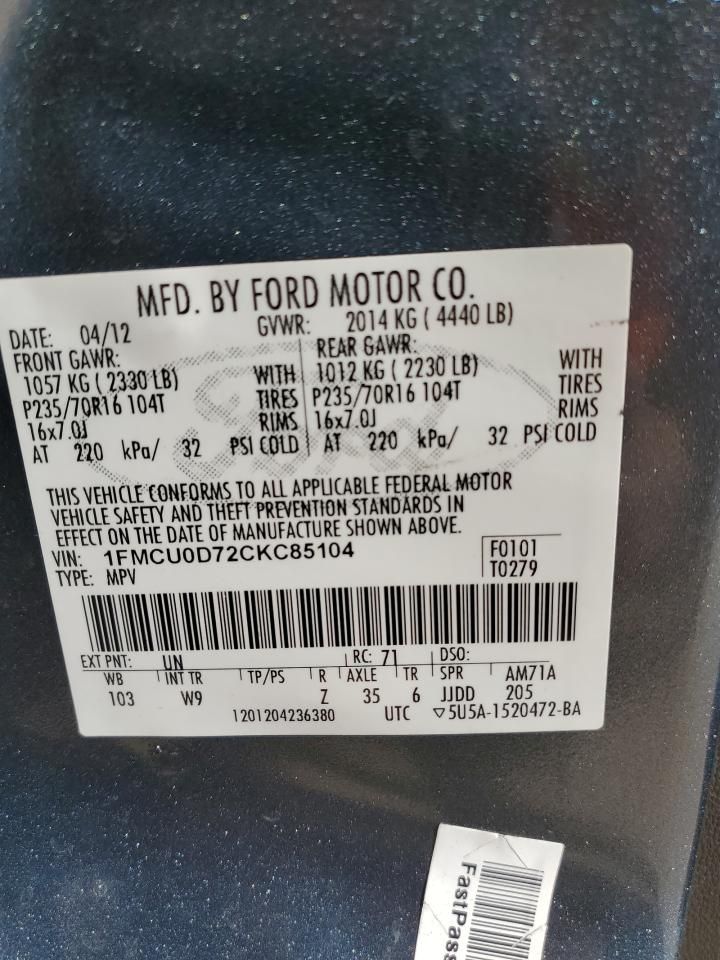 MFD. BY FORD MOTOR CO.
DATE: 04/12 GVWR: 2014 KG ( 4440 LB)
FRONT GAWR: REAR GAWR:
1057 KG ( 2330 LB) WITH 1012 KG ( 2230 LB) WITH
P235/70R16 104T TIRES P235/70R16 104T TIRES
16x7.0J RIMS 16x7.0J RIMS
AT 220 kPa/ 32 PSI COLD AT 220 kPa/ 32 PSI COLD
Ford
THIS VEHICLE CONFORMS TO ALL APPLICABLE FEDERAL MOTOR
VEHICLE SAFETY AND THEFT PREVENTION STANDARDS IN
EFFECT ON THE DATE OF MANUFACTURE SHOWN ABOVE.
VIN: 1FMCU0D72CKC85104 F0101
TYPE: MPV T0279
EXT PNT: UN RC: 71 DSO:
WB INT TR TP/PS R AXLE TR SPR AM71A
103 W9 Z 35 6 JJDD 205
1201204236380 UTC ▽5U5A-1520472-BA
FastPass